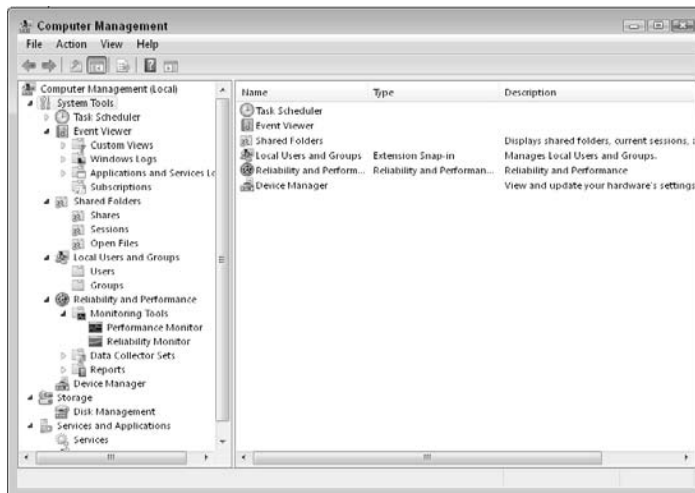 Computer Management
File Action View Help
Computer Management (Local)
System Tools
Task Scheduler
Event Viewer
Custom Views
Windows Logs
Applications and Services Lo
Subscriptions
Shared Folders
Shares
Sessions
Open Files
Local Users and Groups
Users
Groups
Reliability and Performance
Monitoring Tools
Performance Monitor
Reliability Monitor
Data Collector Sets
Reports
Device Manager
Storage
Disk Management
Services and Applications
Services
Name Type Description
Task Scheduler
Event Viewer
Shared Folders Displays shared folders, current sessions, a
Local Users and Groups Extension Snap-in Manages Local Users and Groups.
Reliability and Perform... Reliability and Performan... Reliability and Performance
Device Manager View and update your hardware's settings